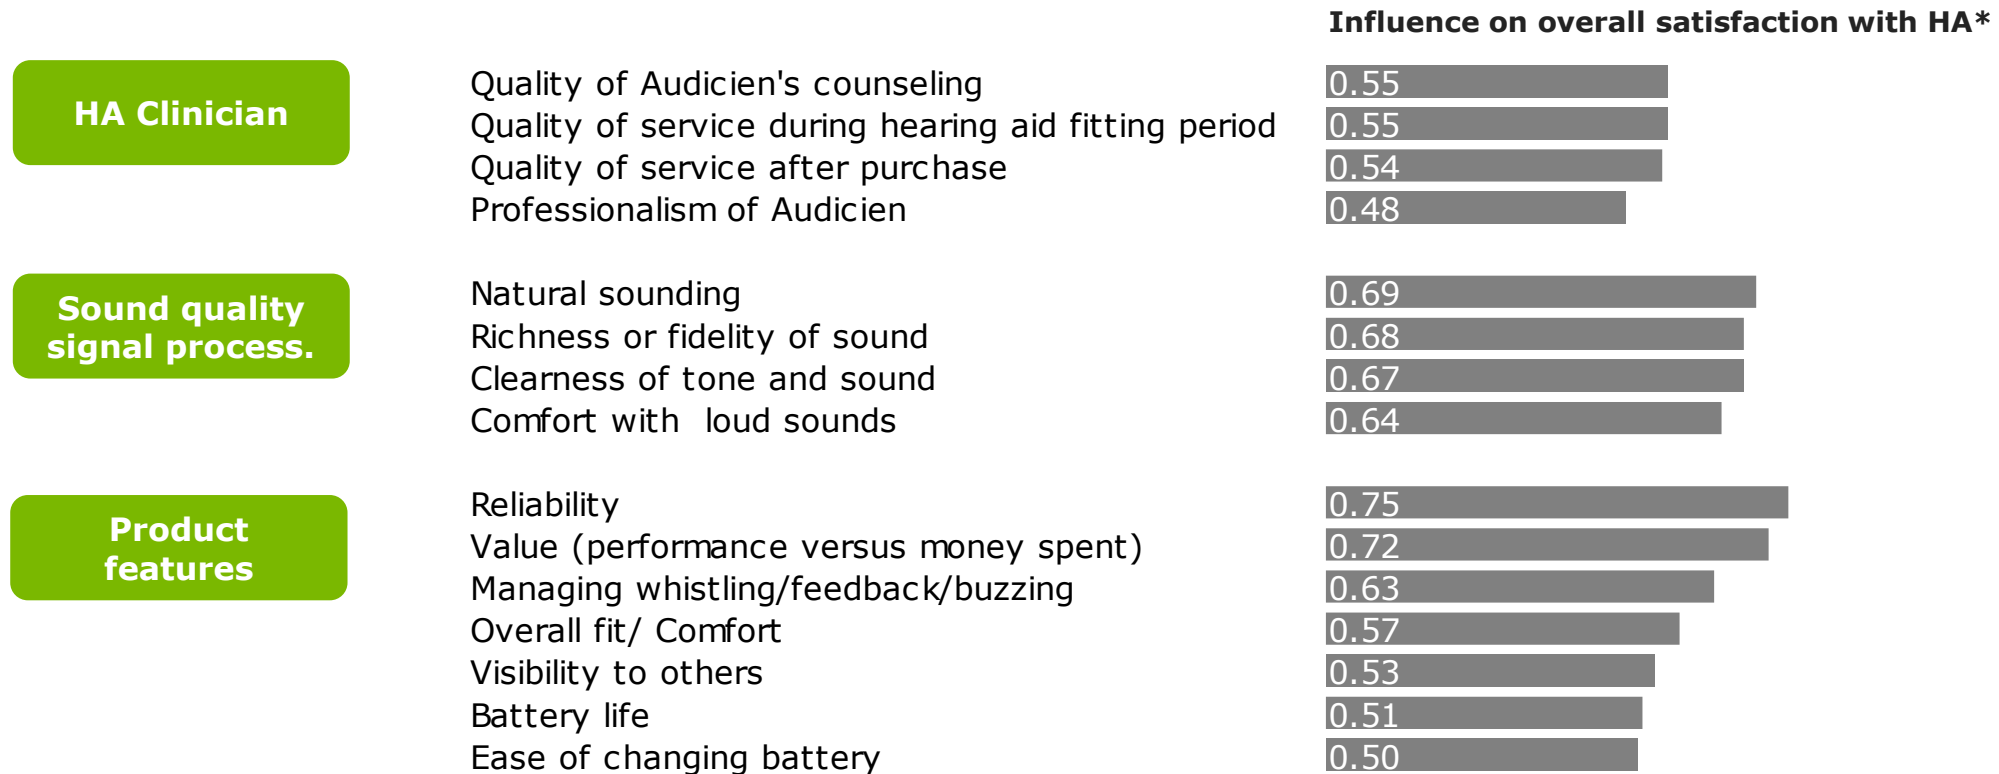 Influence on overall satisfaction with HA*
HA Clinician
Quality of Audicien's counseling 0.55
Quality of service during hearing aid fitting period 0.55
Quality of service after purchase 0.54
Professionalism of Audicien 0.48
Sound quality
signal process.
Natural sounding 0.69
Richness or fidelity of sound 0.68
Clearness of tone and sound 0.67
Comfort with  loud sounds 0.64
Product
features
Reliability 0.75
Value (performance versus money spent) 0.72
Managing whistling/feedback/buzzing 0.63
Overall fit/ Comfort 0.57
Visibility to others 0.53
Battery life 0.51
Ease of changing battery 0.50